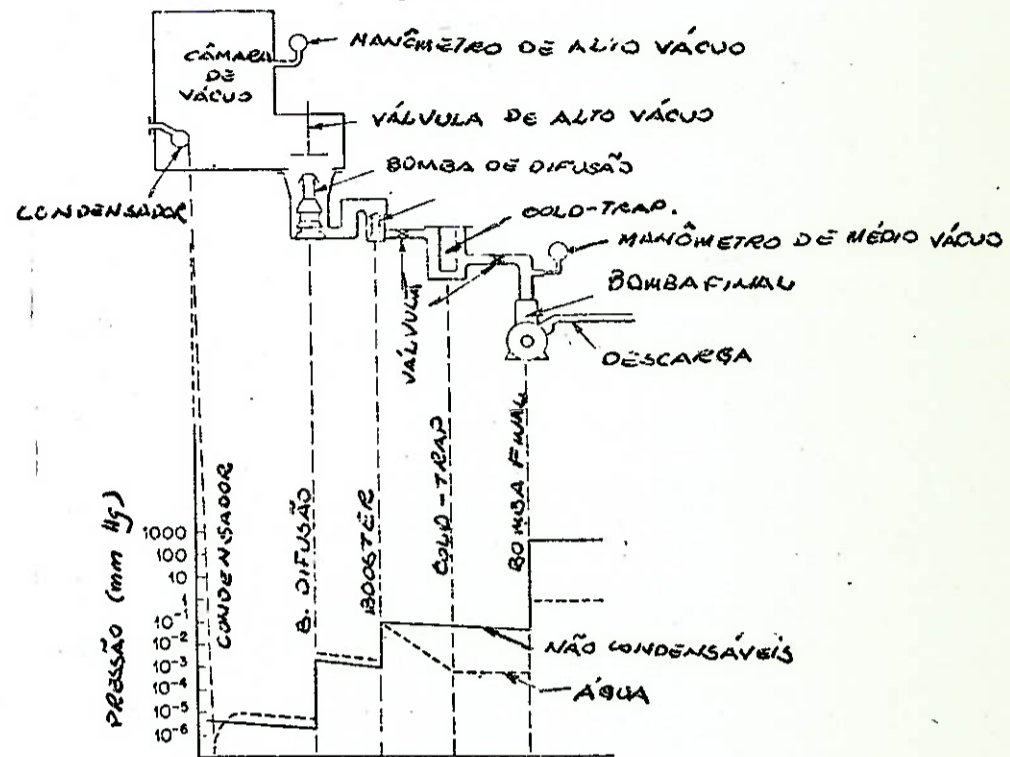 MANÔMETRO DE ALTO VÁCUO
CÂMARA
DE
VÁCUO
VÁLVULA DE ALTO VÁCUO
BOMBA DE DIFUSÃO
CONDENSADOR
COLD-TRAP.
MANÔMETRO DE MÉDIO VÁCUO
BOMBA FINAL
VÁLVULA
DESCARGA
PRESSÃO (mm Hg)
1000
100
10
1
10⁻¹
10⁻²
10⁻³
10⁻⁴
10⁻⁵
10⁻⁶
CONDENSADOR
B. DIFUSÃO
BOOSTER
COLD-TRAP
BOMBA FINAL
NÃO CONDENSÁVEIS
ÁGUA